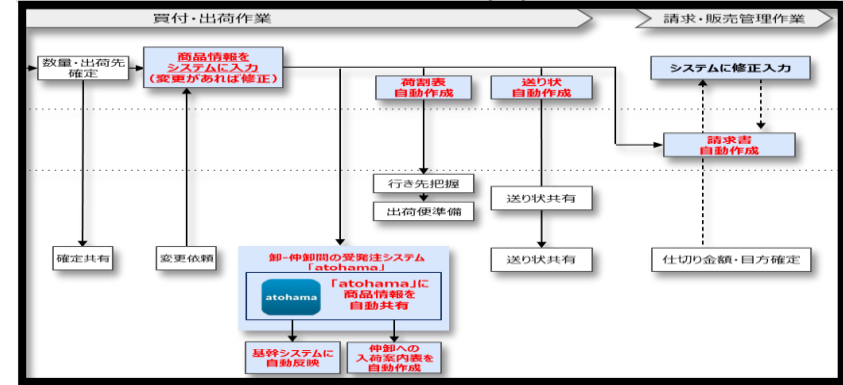 買付・出荷作業
請求・販売管理作業
数量・出荷先
確定
商品情報を
システムに入力
(変更があれば修正)
荷割表
自動作成
送り状
自動作成
システムに修正入力
請求書
自動作成
行き先把握
出荷便準備
送り状共有
確定共有
変更依頼
卸-仲卸間の受発注システム
「atohama」
atohama
「atohama」に
商品情報を
自動共有
送り状共有
仕切り金額・目方確定
基幹システムに
自動反映
仲卸への
入荷案内表を
自動作成